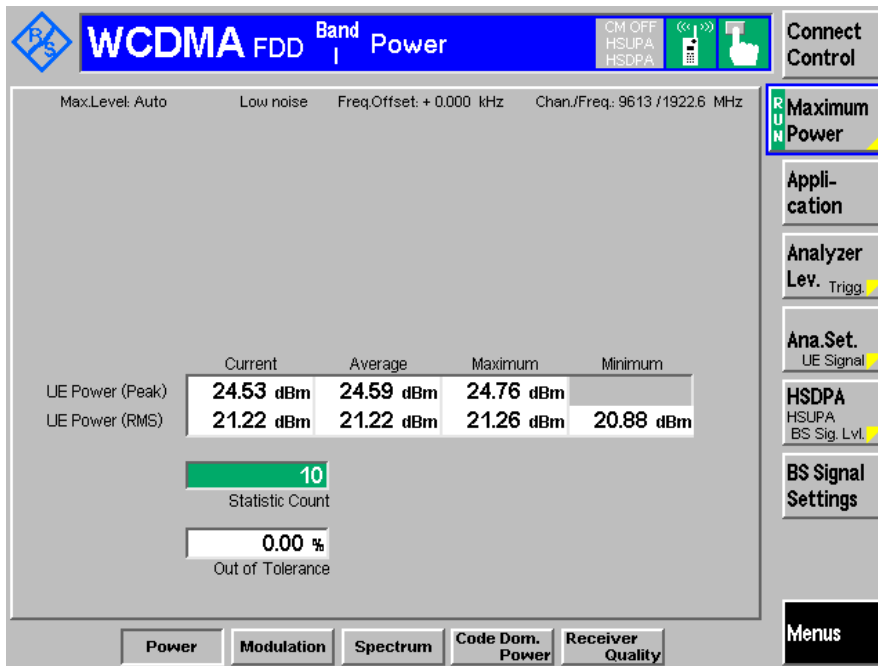 R&S
WCDMA FDD Band I Power
CM OFF
HSUPA
HSDPA
Connect
Control
Max.Level: Auto Low noise Freq.Offset: + 0.000 kHz Chan./Freq.: 9613 /1922.6 MHz
RUN
Maximum
Power
Appli-
cation
Analyzer
Lev. Trigg.
Ana.Set.
UE Signal
Current Average Maximum Minimum
UE Power (Peak) 24.53 dBm 24.59 dBm 24.76 dBm
UE Power (RMS) 21.22 dBm 21.22 dBm 21.26 dBm 20.88 dBm
HSDPA
HSUPA
BS Sig. Lvl.
10
Statistic Count
BS Signal
Settings
0.00 %
Out of Tolerance
Power Modulation Spectrum Code Dom. Power Receiver Quality
Menus